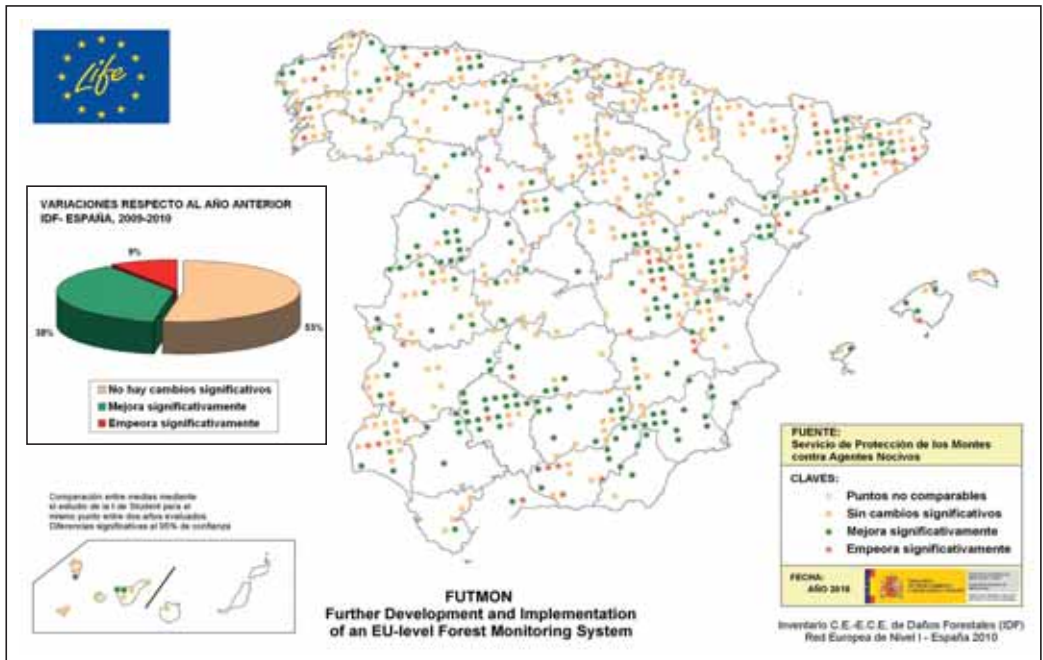 Life
VARIACIONES RESPECTO AL AÑO ANTERIOR
IDF- ESPAÑA, 2009-2010
9%
38%
53%
No hay cambios significativos
Mejora significativamente
Empeora significativamente
Comparación entre medias mediante
el estudio de la t de Student para el
mismo punto entre dos años evaluados.
Diferencias significativas al 95% de confianza
FUTMON
Further Development and Implementation
of an EU-level Forest Monitoring System
FUENTE:
Servicio de Protección de los Montes
contra Agentes Nocivos
CLAVES:
Puntos no comparables
Sin cambios significativos
Mejora significativamente
Empeora significativamente
FECHA:
AÑO 2010
Inventario C.E.-E.C.E. de Daños Forestales (IDF)
Red Europea de Nivel I - España 2010